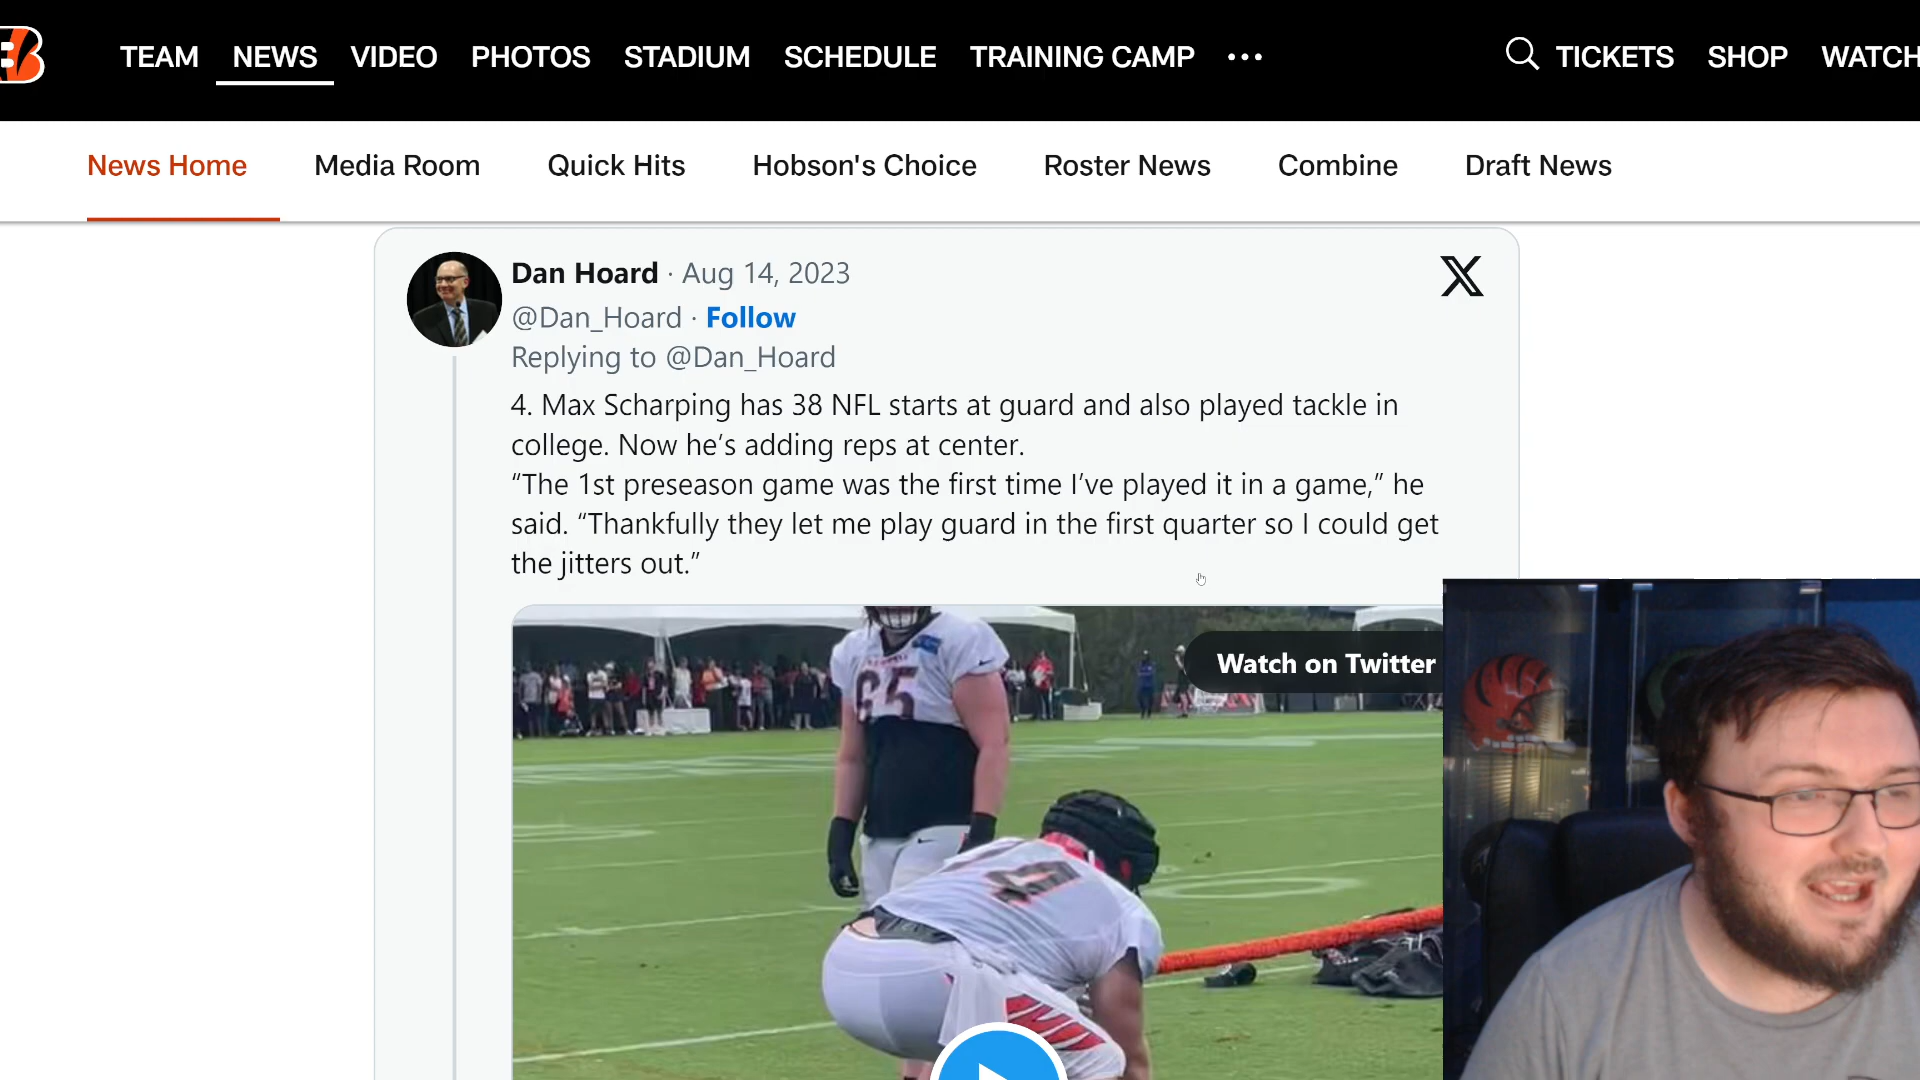 TEAM NEWS VIDEO PHOTOS STADIUM SCHEDULE TRAINING CAMP ••• TICKETS SHOP WATCH
News Home Media Room Quick Hits Hobson's Choice Roster News Combine Draft News
Dan Hoard · Aug 14, 2023
@Dan_Hoard · Follow
Replying to @Dan_Hoard
4. Max Scharping has 38 NFL starts at guard and also played tackle in
college. Now he’s adding reps at center.
“The 1st preseason game was the first time I’ve played it in a game,” he
said. “Thankfully they let me play guard in the first quarter so I could get
the jitters out.”
Watch on Twitter
65